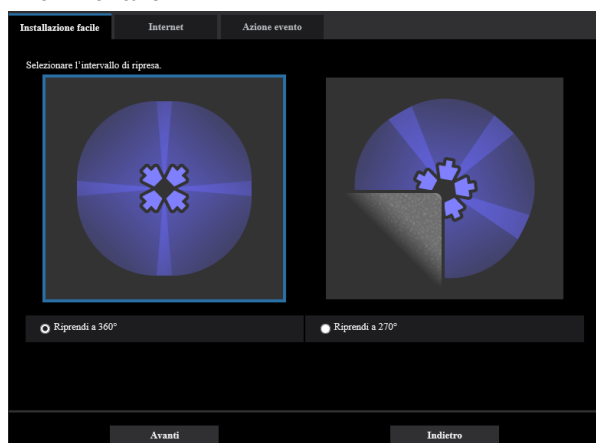 Installazione facile
Internet
Azione evento
Selezionare l'intervallo di ripresa.
Riprendi a 360°
Riprendi a 270°
Avanti
Indietro